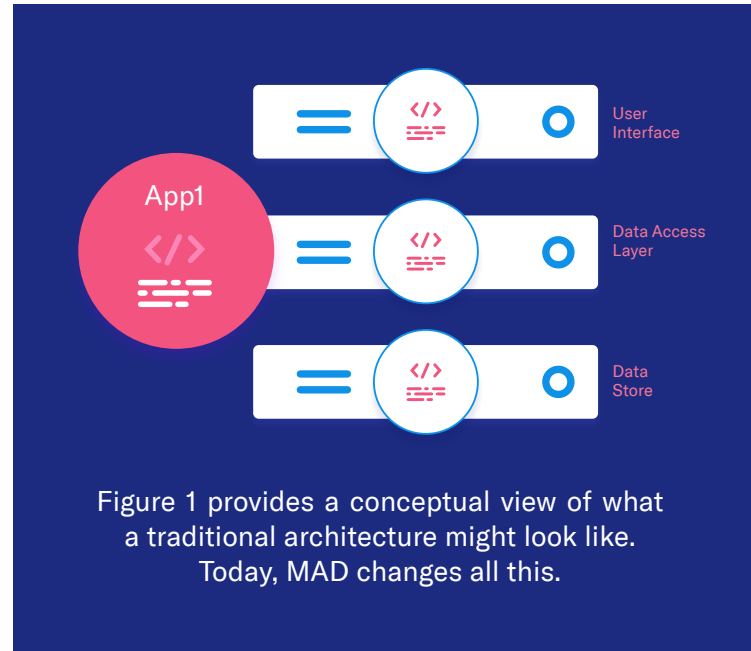 App1
</>
</>
User
Interface
</>
Data Access
Layer
</>
Data
Store
Figure 1 provides a conceptual view of what
a traditional architecture might look like.
Today, MAD changes all this.